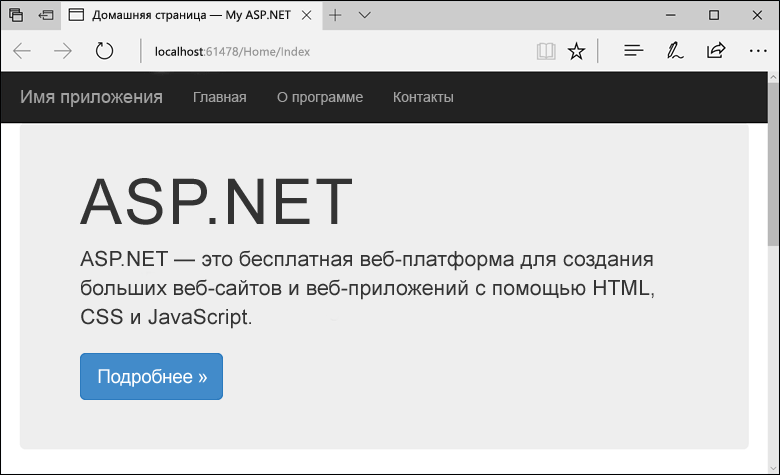 Домашняя страница — My ASP.NET
localhost:61478/Home/Index
Имя приложения Главная О программе Контакты
ASP.NET
ASP.NET — это бесплатная веб-платформа для создания
больших веб-сайтов и веб-приложений с помощью HTML,
CSS и JavaScript.
Подробнее »